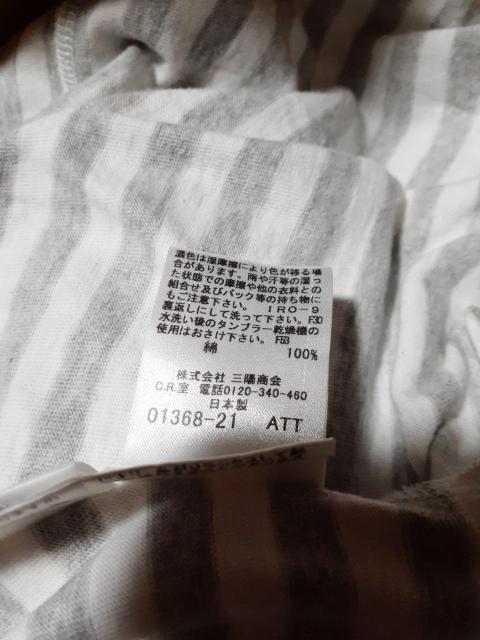 濃色は湿摩擦により色が移る場
合があります。雨や汗等の湿っ
た状態での摩擦や他の衣料との
組合せ及びバック等の持ち物に
もご注意下さい。 IRO-9
裏返しにして洗って下さい。F30
水洗い後のタンブラー乾燥機の
使用はおさけ下さい。F53
綿 100%
株式会社 三陽商会
C.R.室 電話0120-340-460
日本製
01368-21 ATT